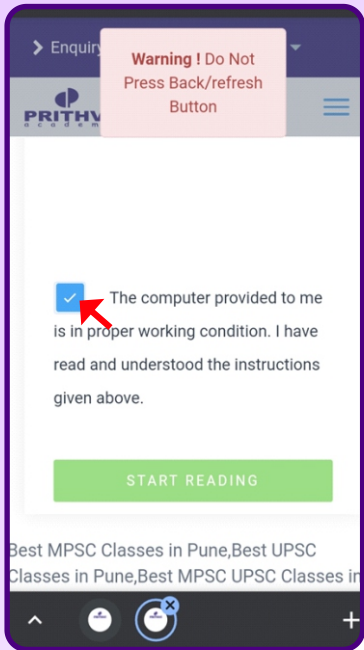 Enquiry
Warning ! Do Not
Press Back/refresh
Button
PRITHV
academ
The computer provided to me
is in proper working condition. I have
read and understood the instructions
given above.
START READING
Best MPSC Classes in Pune,Best UPSC
Classes in Pune,Best MPSC UPSC Classes in